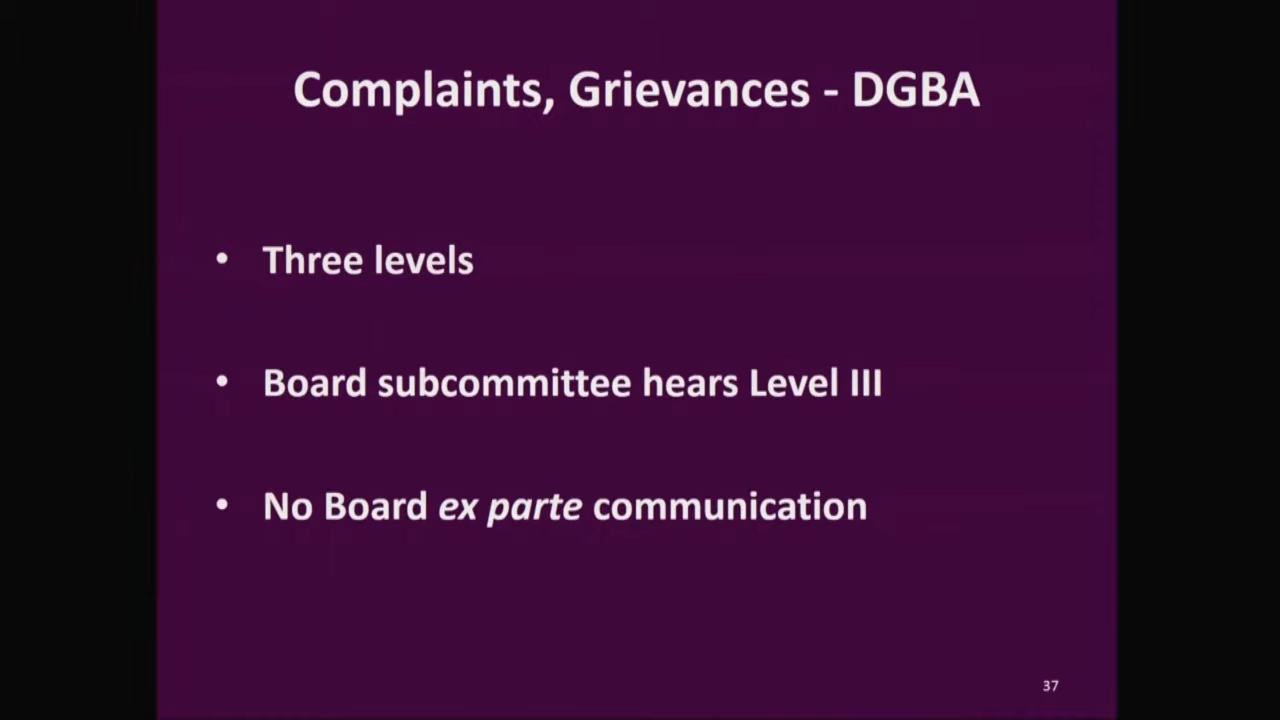 Complaints, Grievances - DGBA
• Three levels
• Board subcommittee hears Level III
• No Board ex parte communication
37